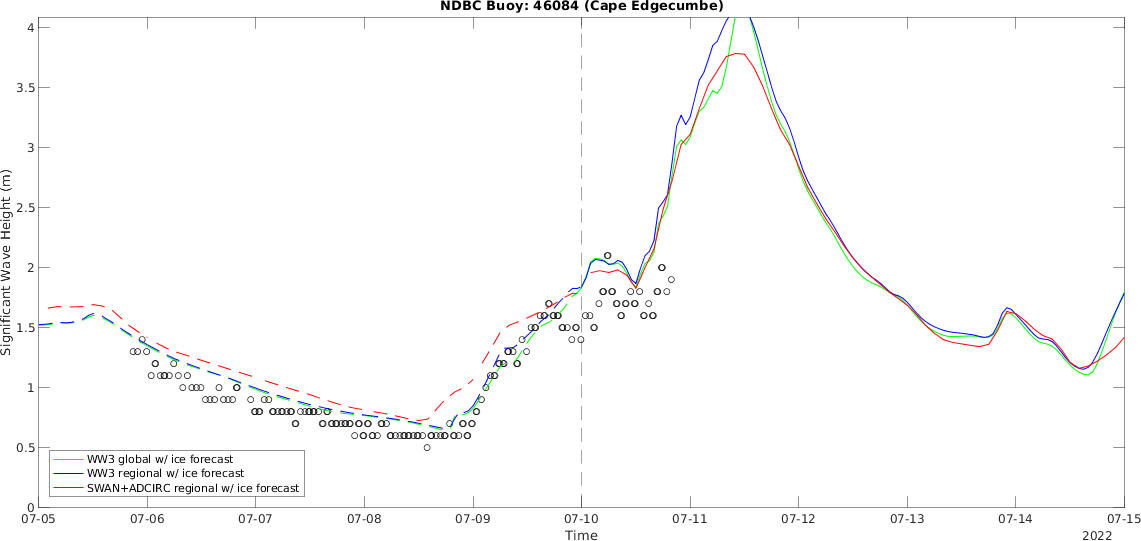 NDBC Buoy: 46084 (Cape Edgecumbe)
4
3.5
3
2.5
2
1.5
1
0.5
0
Significant Wave Height (m)
WW3 global w/ ice forecast
WW3 regional w/ ice forecast
SWAN+ADCIRC regional w/ ice forecast
07-05 07-06 07-07 07-08 07-09 07-10 07-11 07-12 07-13 07-14 07-15
Time
2022